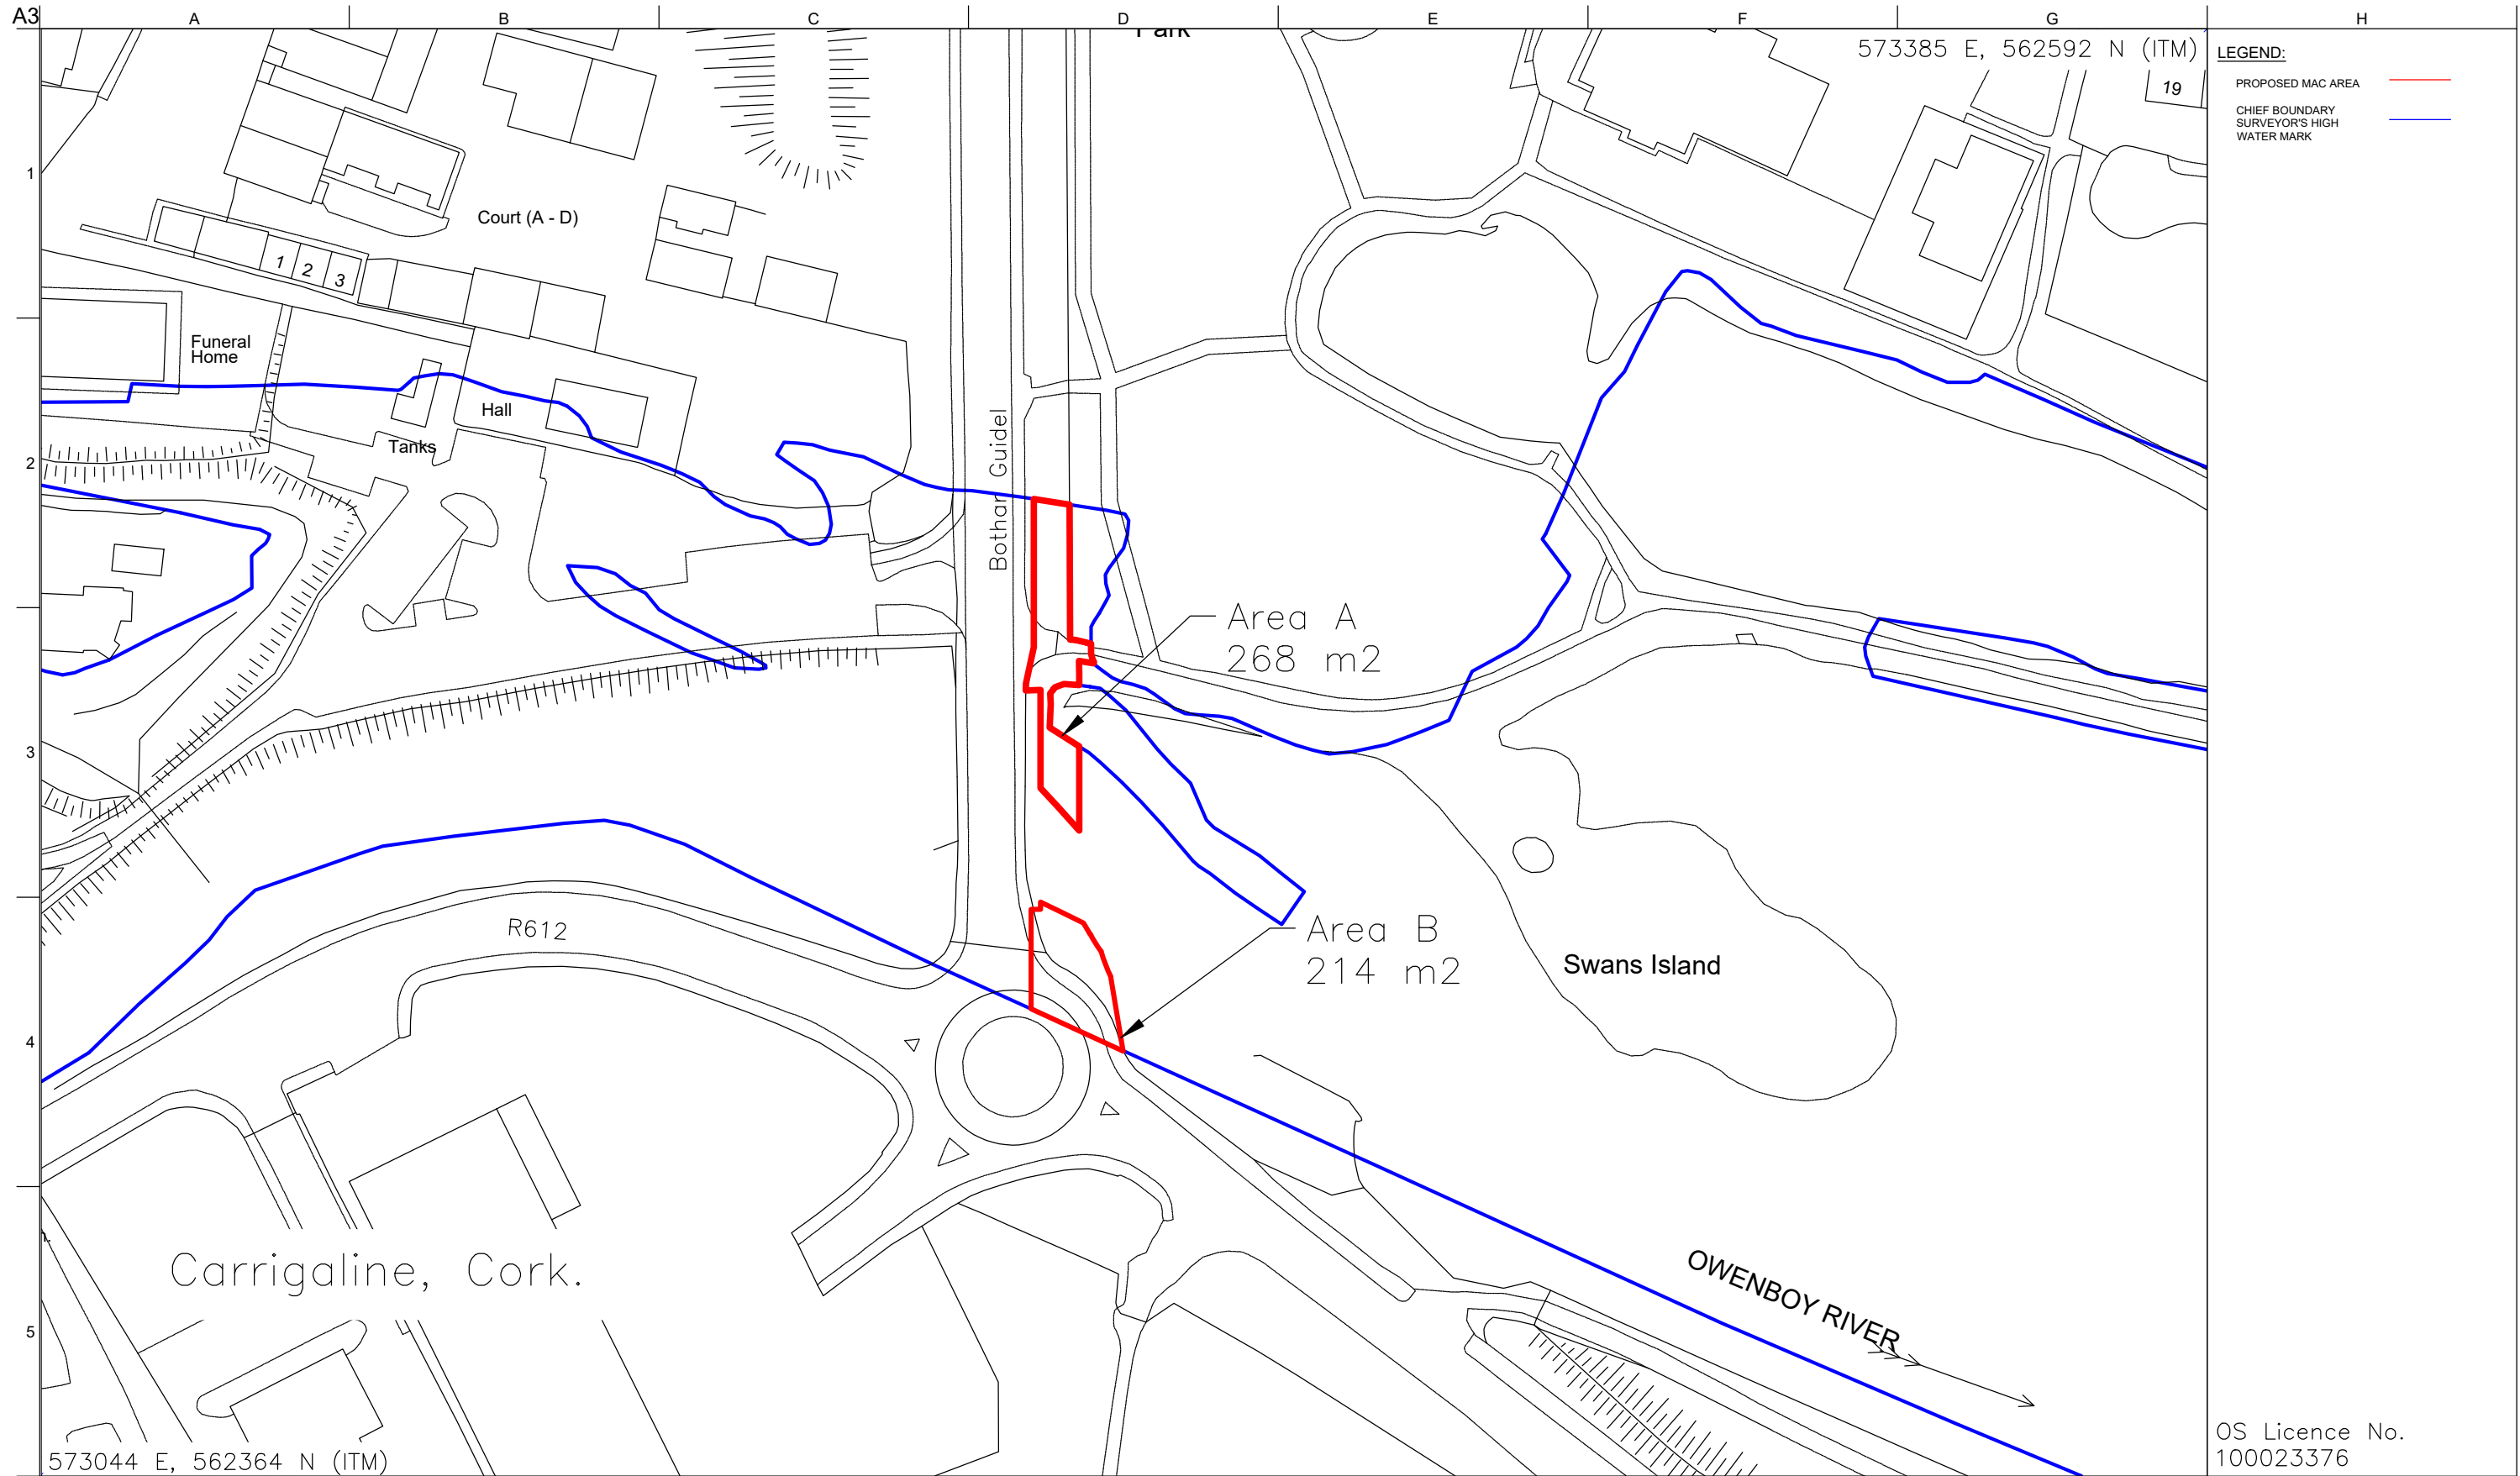 A3
A B C D E F G H
Park
573385 E, 562592 N (ITM)
LEGEND:
PROPOSED MAC AREA
CHIEF BOUNDARY
SURVEYOR'S HIGH
WATER MARK
19
1
Court (A - D)
1 2 3
Funeral
Home
Hall
Tanks
2
Bothar Guidel
Area A
268 m2
3
R612
Area B
214 m2
Swans Island
4
OWENBOY RIVER
Carrigaline, Cork.
5
573044 E, 562364 N (ITM)
OS Licence No.
100023376